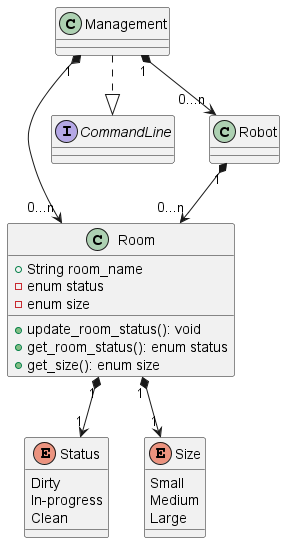 C Management
1
1
0...n
I CommandLine
C Robot
1
0...n
0...n
C Room
String room_name
enum status
enum size
update_room_status(): void
get_room_status(): enum status
get_size(): enum size
1
1
1
1
E Status
Dirty
In-progress
Clean
E Size
Small
Medium
Large